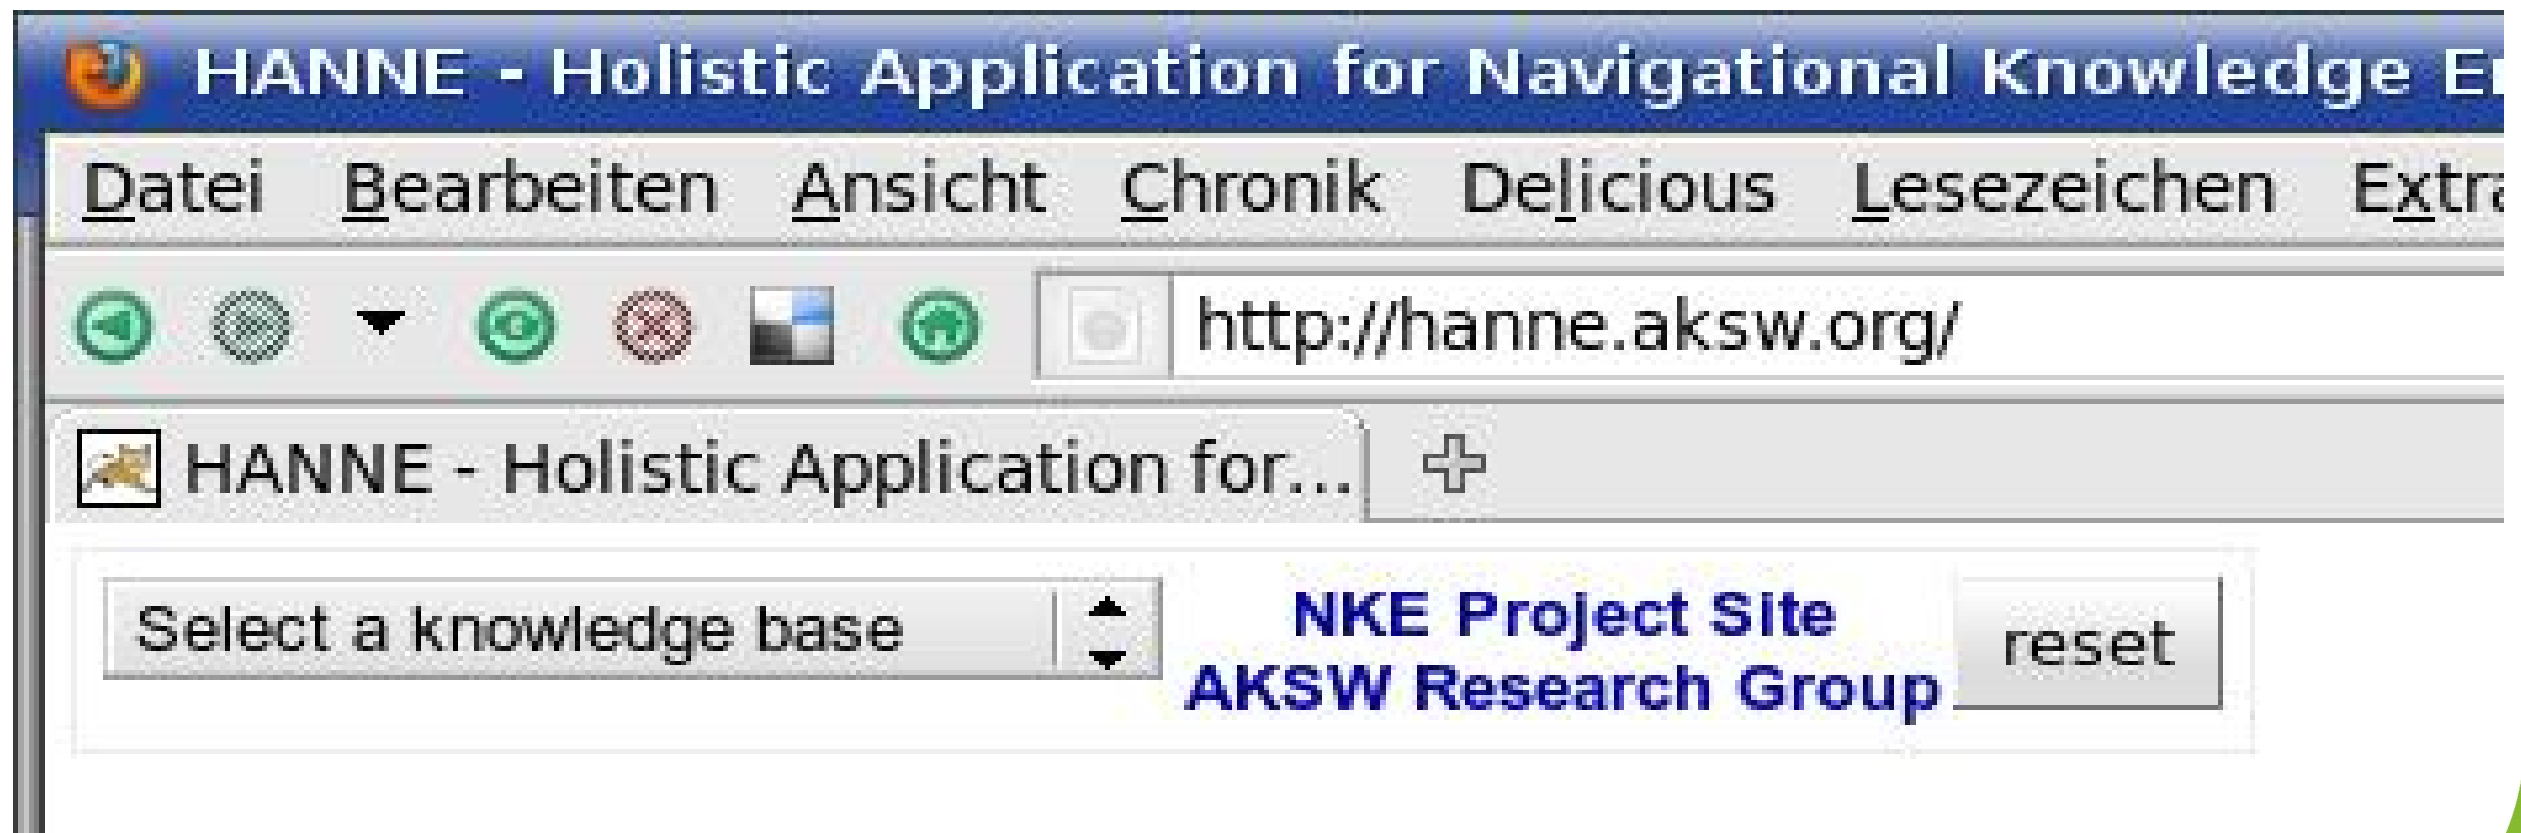 HANNE - Holistic Application for Navigational Knowledge
Datei Bearbeiten Ansicht Chronik Delicious Lesezeichen
http://hanne.aksw.org/
HANNE - Holistic Application for...
Select a knowledge base
NKE Project Site
AKSW Research Group
reset